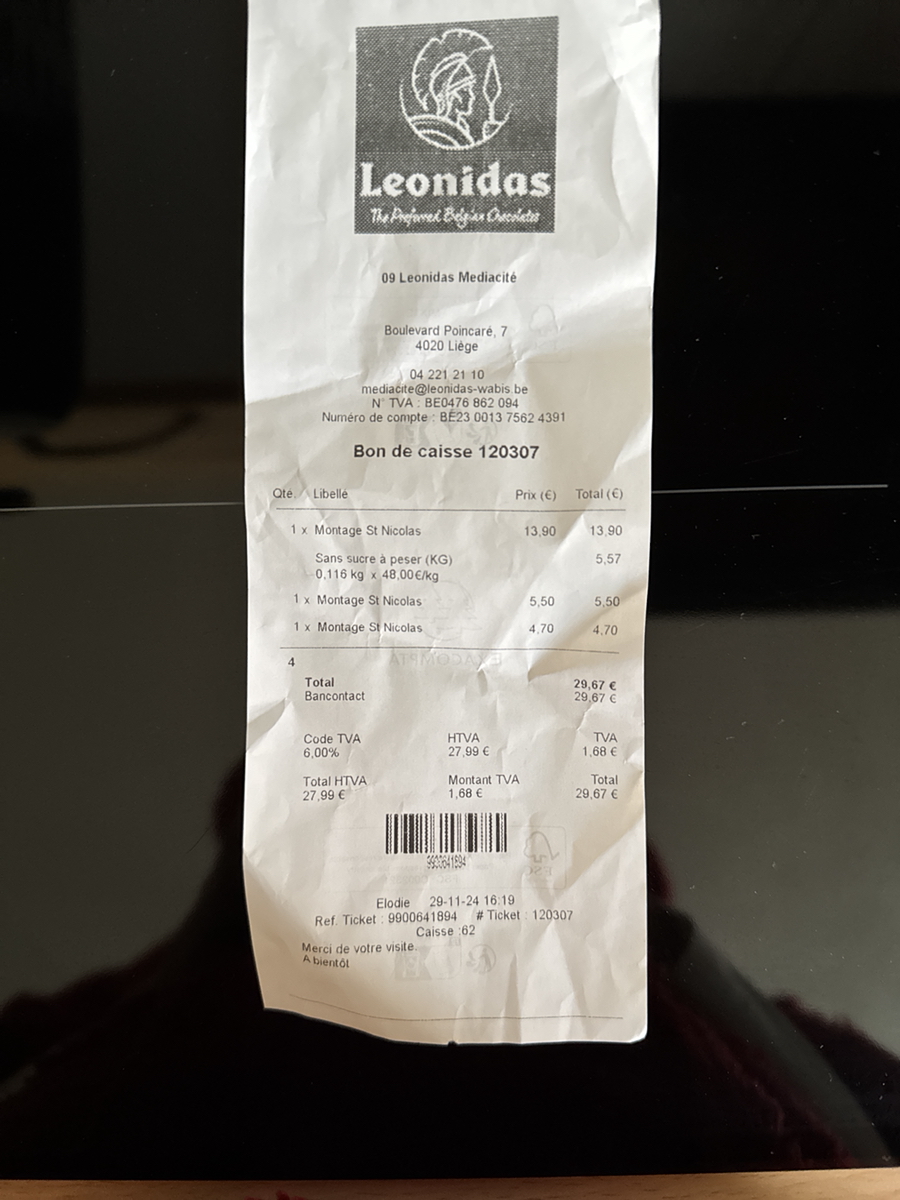 Leonidas
The Preferred Belgian Chocolates
09 Leonidas Mediacité
Boulevard Poincaré, 7
4020 Liège
04 221 21 10
mediacite@leonidas-wabis.be
N° TVA : BE0476 862 094
Numéro de compte : BE23 0013 7562 4391
Bon de caisse 120307
Qté. Libellé Prix (€) Total (€)
1 x Montage St Nicolas 13,90 13,90
Sans sucre à peser (KG) 5,57
0,116 kg x 48,00€/kg
1 x Montage St Nicolas 5,50 5,50
1 x Montage St Nicolas 4,70 4,70
EXACOMPTA
4
Total 29,67 €
Bancontact 29,67 €
Code TVA HTVA TVA
6,00% 27,99 € 1,68 €
Total HTVA Montant TVA Total
27,99 € 1,68 € 29,67 €
9900641894
Elodie 29-11-24 16:19
Ref. Ticket : 9900641894 # Ticket : 120307
Caisse :62
Merci de votre visite.
A bientôt